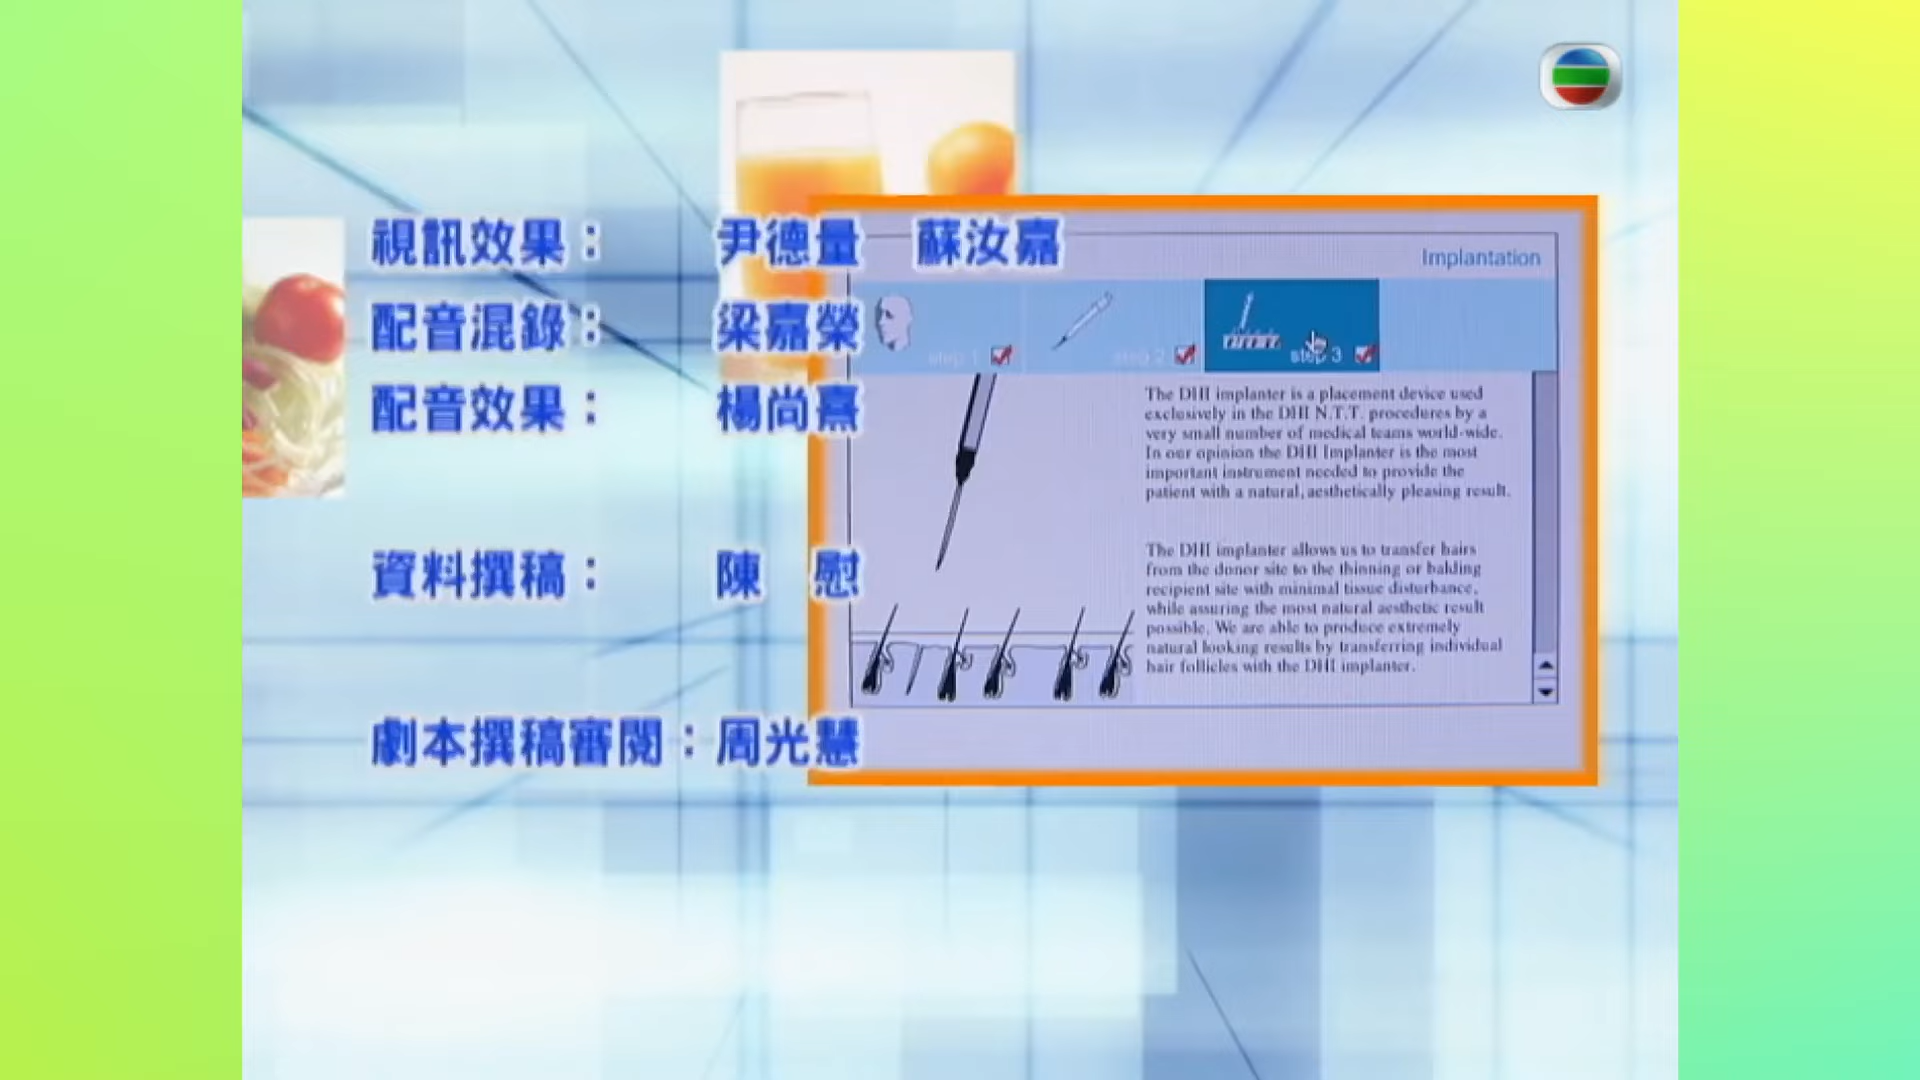 視訊效果： 尹德量 蘇汝嘉
配音混錄： 梁嘉榮
配音效果： 楊尚熹
資料撰稿： 陳 慰
劇本撰稿審閱：周光慧
Implantation
step 1
step 2
step 3
The DHI implanter is a placement device used
exclusively in the DHI N.T.T. procedures by a
very small number of medical teams world-wide.
In our opinion the DHI Implanter is the most
important instrument needed to provide the
patient with a natural, aesthetically pleasing result.
The DHI implanter allows us to transfer hairs
from the donor site to the thinning or balding
recipient site with minimal tissue disturbance,
while assuring the most natural aesthetic result
possible. We are able to produce extremely
natural looking results by transferring individual
hair follicles with the DHI implanter.